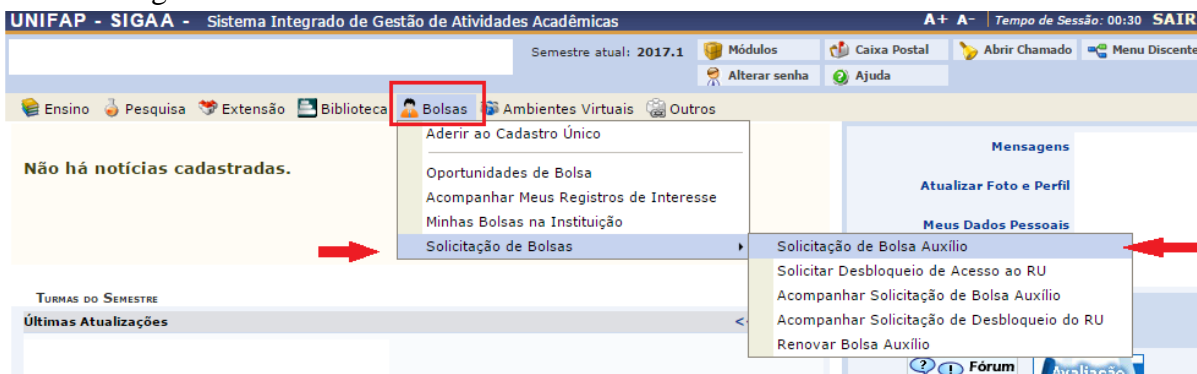 UNIFAP - SIGAA - Sistema Integrado de Gestão de Atividades Acadêmicas A+ A- Tempo de Sessão: 00:30 SAIR
Semestre atual: 2017.1 Módulos Caixa Postal Abrir Chamado Menu Discente
Alterar senha Ajuda
Ensino Pesquisa Extensão Biblioteca Bolsas Ambientes Virtuais Outros
Aderir ao Cadastro Único
Mensagens
Não há notícias cadastradas.
Oportunidades de Bolsa
Atualizar Foto e Perfil
Acompanhar Meus Registros de Interesse
Minhas Bolsas na Instituição
Meus Dados Pessoais
Solicitação de Bolsas
Solicitação de Bolsa Auxílio
Solicitar Desbloqueio de Acesso ao RU
Acompanhar Solicitação de Bolsa Auxílio
Turmas do Semestre
Últimas Atualizações
Acompanhar Solicitação de Desbloqueio do RU
Renovar Bolsa Auxílio
Fórum
Avaliação